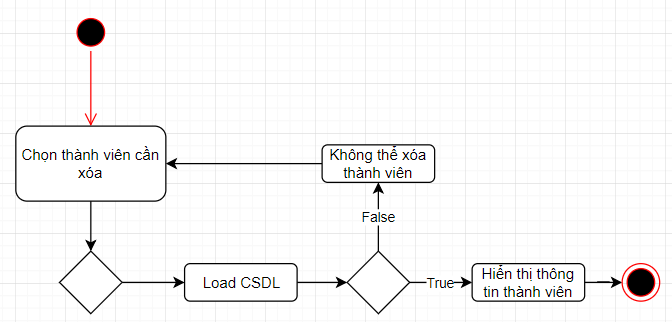 Chọn thành viên cần
xóa
Không thể xóa
thành viên
False
Load CSDL
True
Hiển thị thông
tin thành viên